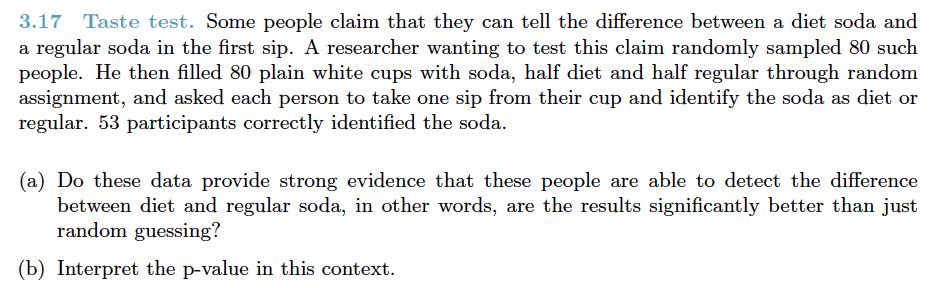 3.17 Taste test. Some people claim that they can tell the difference between a diet soda and
a regular soda in the first sip. A researcher wanting to test this claim randomly sampled 80 such
people. He then filled 80 plain white cups with soda, half diet and half regular through random
assignment, and asked each person to take one sip from their cup and identify the soda as diet or
regular. 53 participants correctly identified the soda.
(a) Do these data provide strong evidence that these people are able to detect the difference
between diet and regular soda, in other words, are the results significantly better than just
random guessing?
(b) Interpret the p-value in this context.